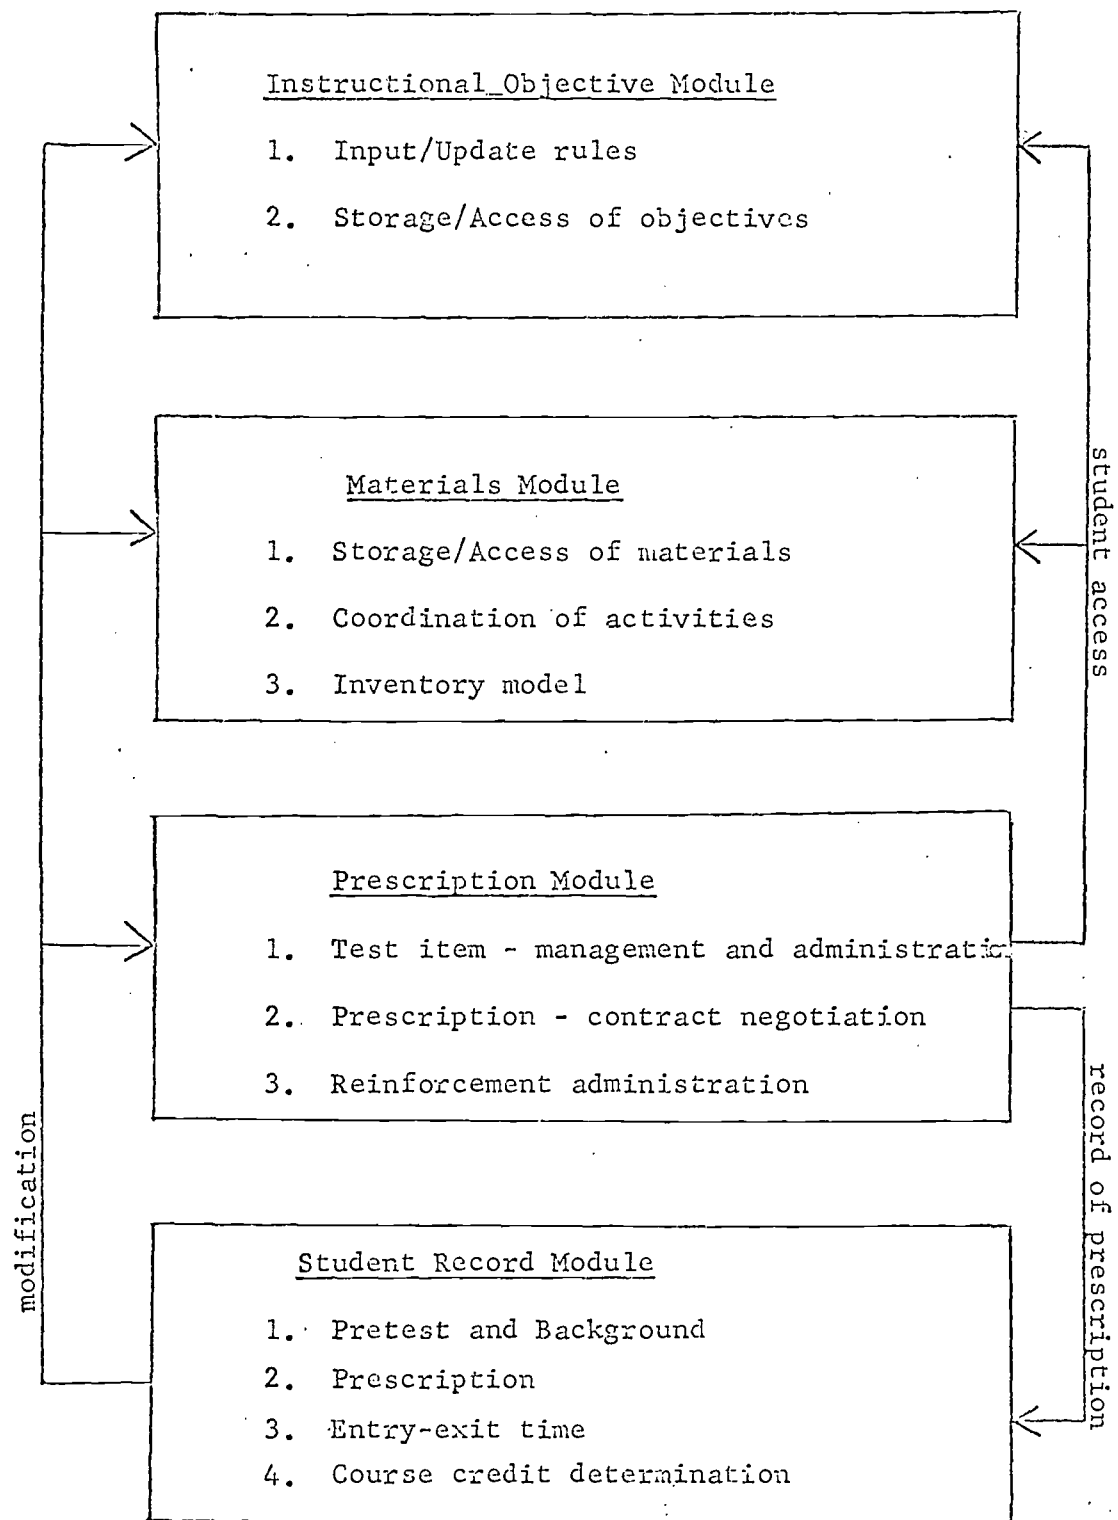 Instructional Objective Module
1. Input/Update rules
2. Storage/Access of objectives
Materials Module
1. Storage/Access of materials
2. Coordination of activities
3. Inventory model
student access
Prescription Module
1. Test item - management and administratio
2. Prescription - contract negotiation
3. Reinforcement administration
record of prescription
modification
Student Record Module
1. Pretest and Background
2. Prescription
3. Entry-exit time
4. Course credit determination